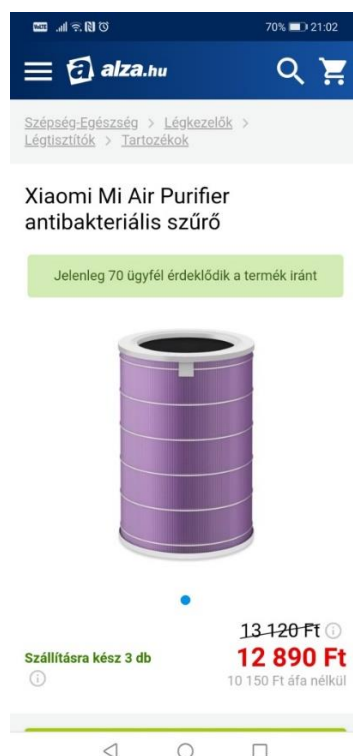 VoLTE
70% 21:02
alza.hu
Szépség-Egészség > Légkezelők >
Légtisztítók > Tartozékok
Xiaomi Mi Air Purifier
antibakteriális szűrő
Jelenleg 70 ügyfél érdeklődik a termék iránt
13 120 Ft
Szállításra kész 3 db
12 890 Ft
10 150 Ft áfa nélkül